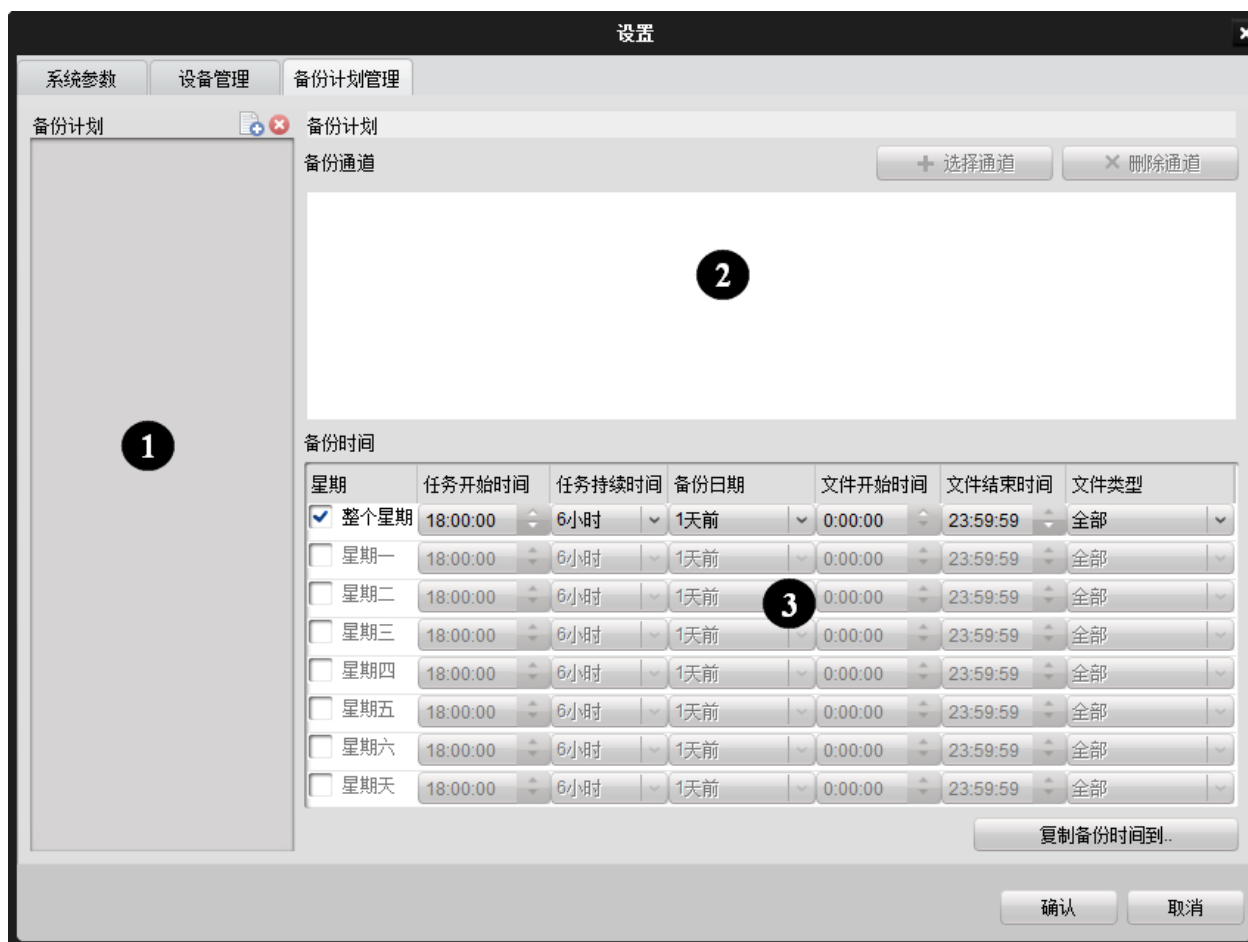 设置
系统参数 设备管理 备份计划管理
备份计划 备份计划
备份通道 选择通道 删除通道
2
1
备份时间
星期 任务开始时间 任务持续时间 备份日期 文件开始时间 文件结束时间 文件类型
整个星期 18:00:00 6小时 1天前 0:00:00 23:59:59 全部
星期一 18:00:00 6小时 1天前 0:00:00 23:59:59 全部
星期二 18:00:00 6小时 1天前 3 0:00:00 23:59:59 全部
星期三 18:00:00 6小时 1天前 0:00:00 23:59:59 全部
星期四 18:00:00 6小时 1天前 0:00:00 23:59:59 全部
星期五 18:00:00 6小时 1天前 0:00:00 23:59:59 全部
星期六 18:00:00 6小时 1天前 0:00:00 23:59:59 全部
星期天 18:00:00 6小时 1天前 0:00:00 23:59:59 全部
复制备份时间到..
确认 取消